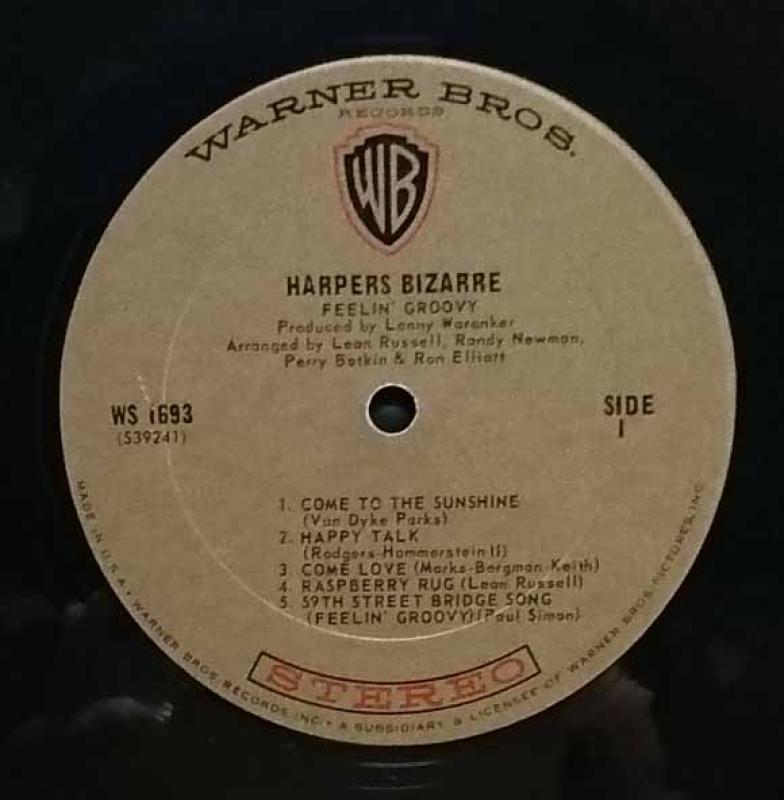 WARNER BROS.
RECORDS
WB
HARPERS BIZARRE
FEELIN' GROOVY
Produced by Lenny Waronker
Arranged by Leon Russell, Randy Newman,
Perry Botkin & Ron Elliott
WS 1693
(S39241)
SIDE
1
1. COME TO THE SUNSHINE
(Van Dyke Parks)
2. HAPPY TALK
(Rodgers-Hammerstein II)
3 COME LOVE (Marks-Bergman-Keith)
4. RASPBERRY RUG (Leon Russell)
5. 59TH STREET BRIDGE SONG
(FEELIN' GROOVY) (Paul Simon)
STEREO
MADE IN U.S.A. • WARNER BROS. RECORDS INC. • A SUBSIDIARY & LICENSEE OF WARNER BROS. PICTURES, INC.